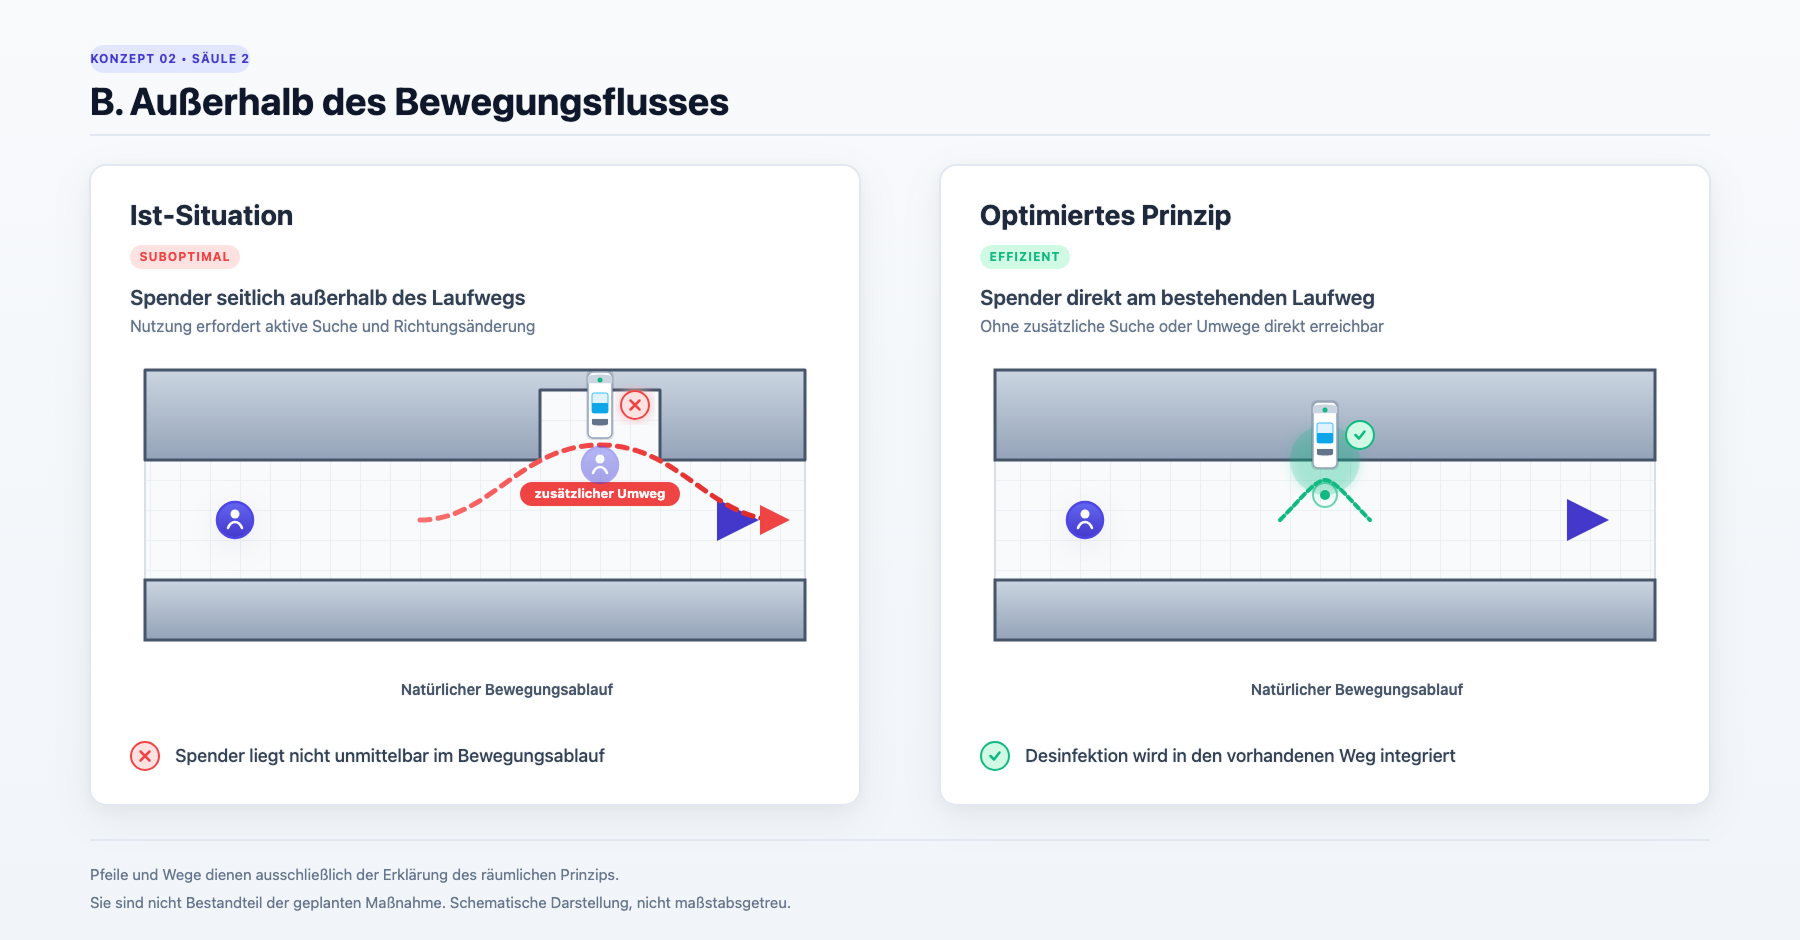 KONZEPT 02 • SÄULE 2
B. Außerhalb des Bewegungsflusses
Ist-Situation
SUBOPTIMAL
Spender seitlich außerhalb des Laufwegs
Nutzung erfordert aktive Suche und Richtungsänderung
zusätzlicher Umweg
Natürlicher Bewegungsablauf
Spender liegt nicht unmittelbar im Bewegungsablauf
Optimiertes Prinzip
EFFIZIENT
Spender direkt am bestehenden Laufweg
Ohne zusätzliche Suche oder Umwege direkt erreichbar
Natürlicher Bewegungsablauf
Desinfektion wird in den vorhandenen Weg integriert
Pfeile und Wege dienen ausschließlich der Erklärung des räumlichen Prinzips.
Sie sind nicht Bestandteil der geplanten Maßnahme. Schematische Darstellung, nicht maßstabsgetreu.